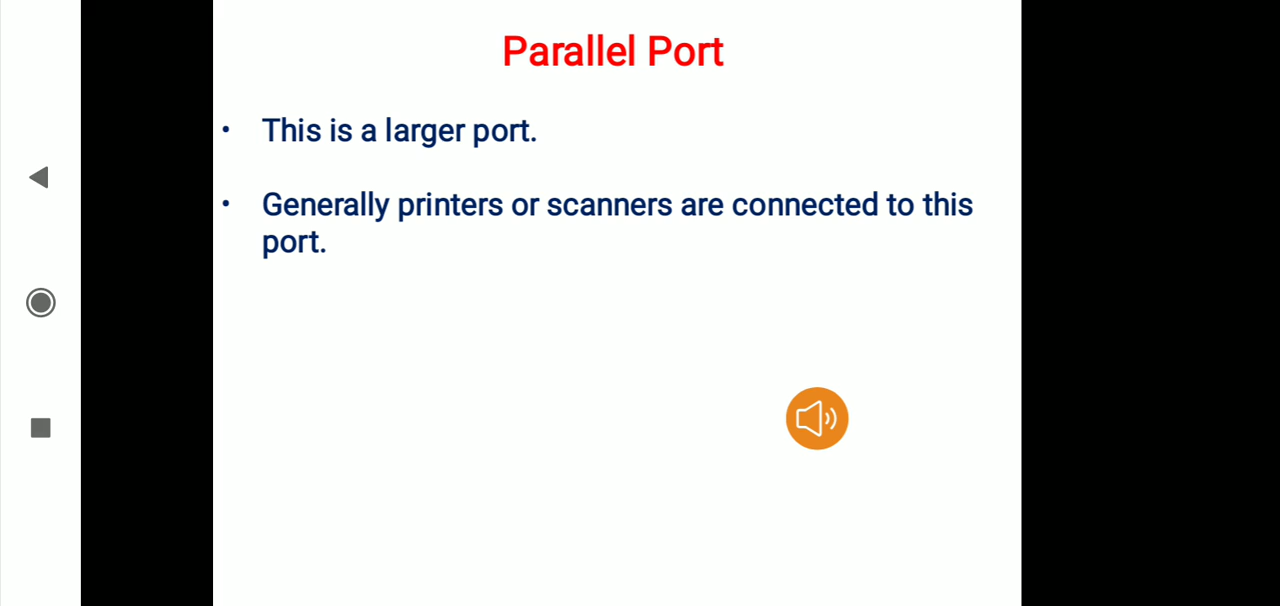 Parallel Port
• This is a larger port.
• Generally printers or scanners are connected to this
port.